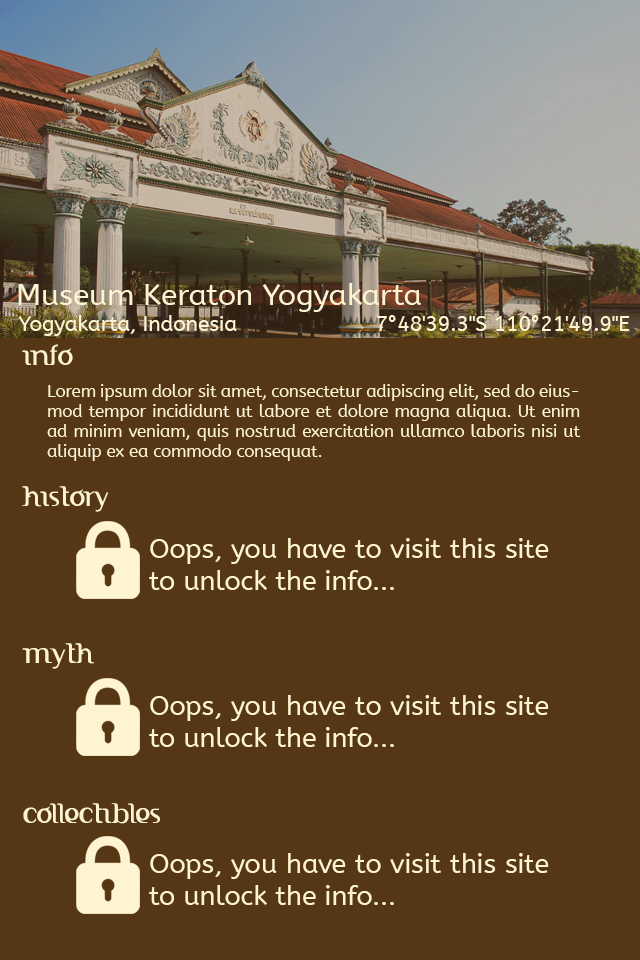 Museum Keraton Yogyakarta
Yogyakarta, Indonesia 7°48'39.3"S 110°21'49.9"E
info
Lorem ipsum dolor sit amet, consectetur adipiscing elit, sed do eius-
mod tempor incididunt ut labore et dolore magna aliqua. Ut enim
ad minim veniam, quis nostrud exercitation ullamco laboris nisi ut
aliquip ex ea commodo consequat.
history
Oops, you have to visit this site
to unlock the info...
myth
Oops, you have to visit this site
to unlock the info...
collectibles
Oops, you have to visit this site
to unlock the info...